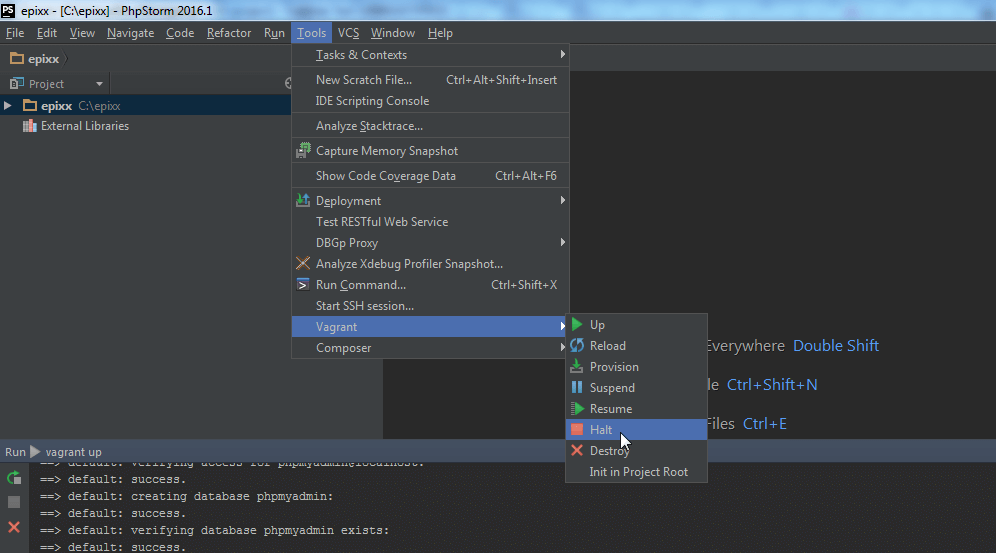 PS epixx - [C:\epixx] - PhpStorm 2016.1
File Edit View Navigate Code Refactor Run Tools VCS Window Help
epixx
Project
epixx C:\epixx
External Libraries
Tasks & Contexts
New Scratch File... Ctrl+Alt+Shift+Insert
IDE Scripting Console
Analyze Stacktrace...
Capture Memory Snapshot
Show Code Coverage Data Ctrl+Alt+F6
Deployment
Test RESTful Web Service
DBGp Proxy
Analyze Xdebug Profiler Snapshot...
Run Command... Ctrl+Shift+X
Start SSH session...
Vagrant
Composer
Up
Reload
Provision
Suspend
Resume
Halt
Destroy
Init in Project Root
Everywhere Double Shift
le Ctrl+Shift+N
Files Ctrl+E
Run vagrant up
==> default: verifying access for phpmyadmin@localhost:
==> default: success.
==> default: creating database phpmyadmin:
==> default: success.
==> default: verifying database phpmyadmin exists:
==> default: success.